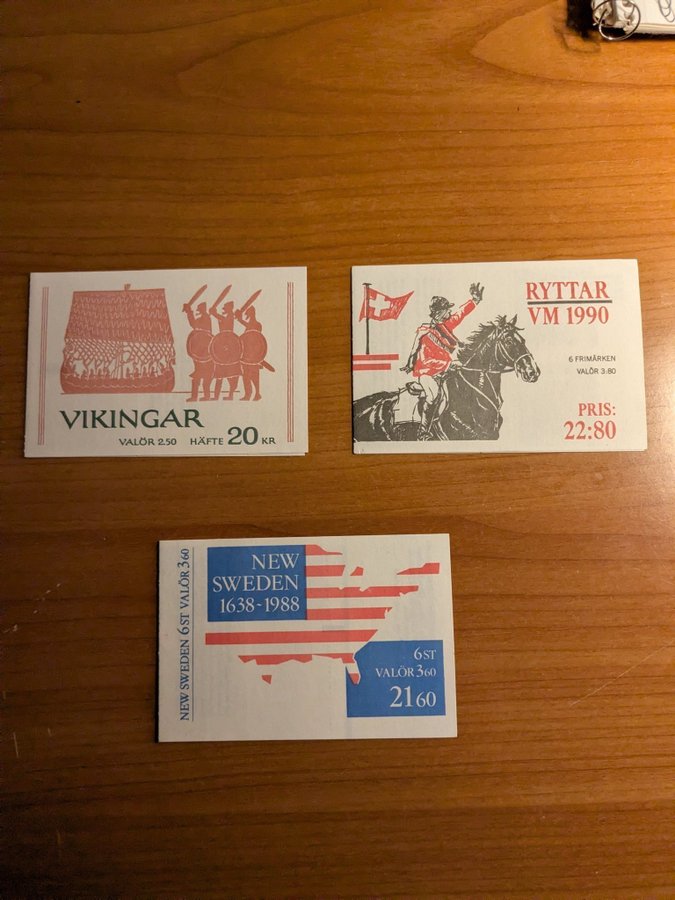 VIKINGAR
VALÖR 2.50 HÄFTE 20 KR
RYTTAR
VM 1990
6 FRIMÄRKEN
VALÖR 3:80
PRIS:
22:80
NEW SWEDEN 6 ST VALÖR 3 60
NEW
SWEDEN
1638-1988
6 ST
VALÖR 3 60
21 60